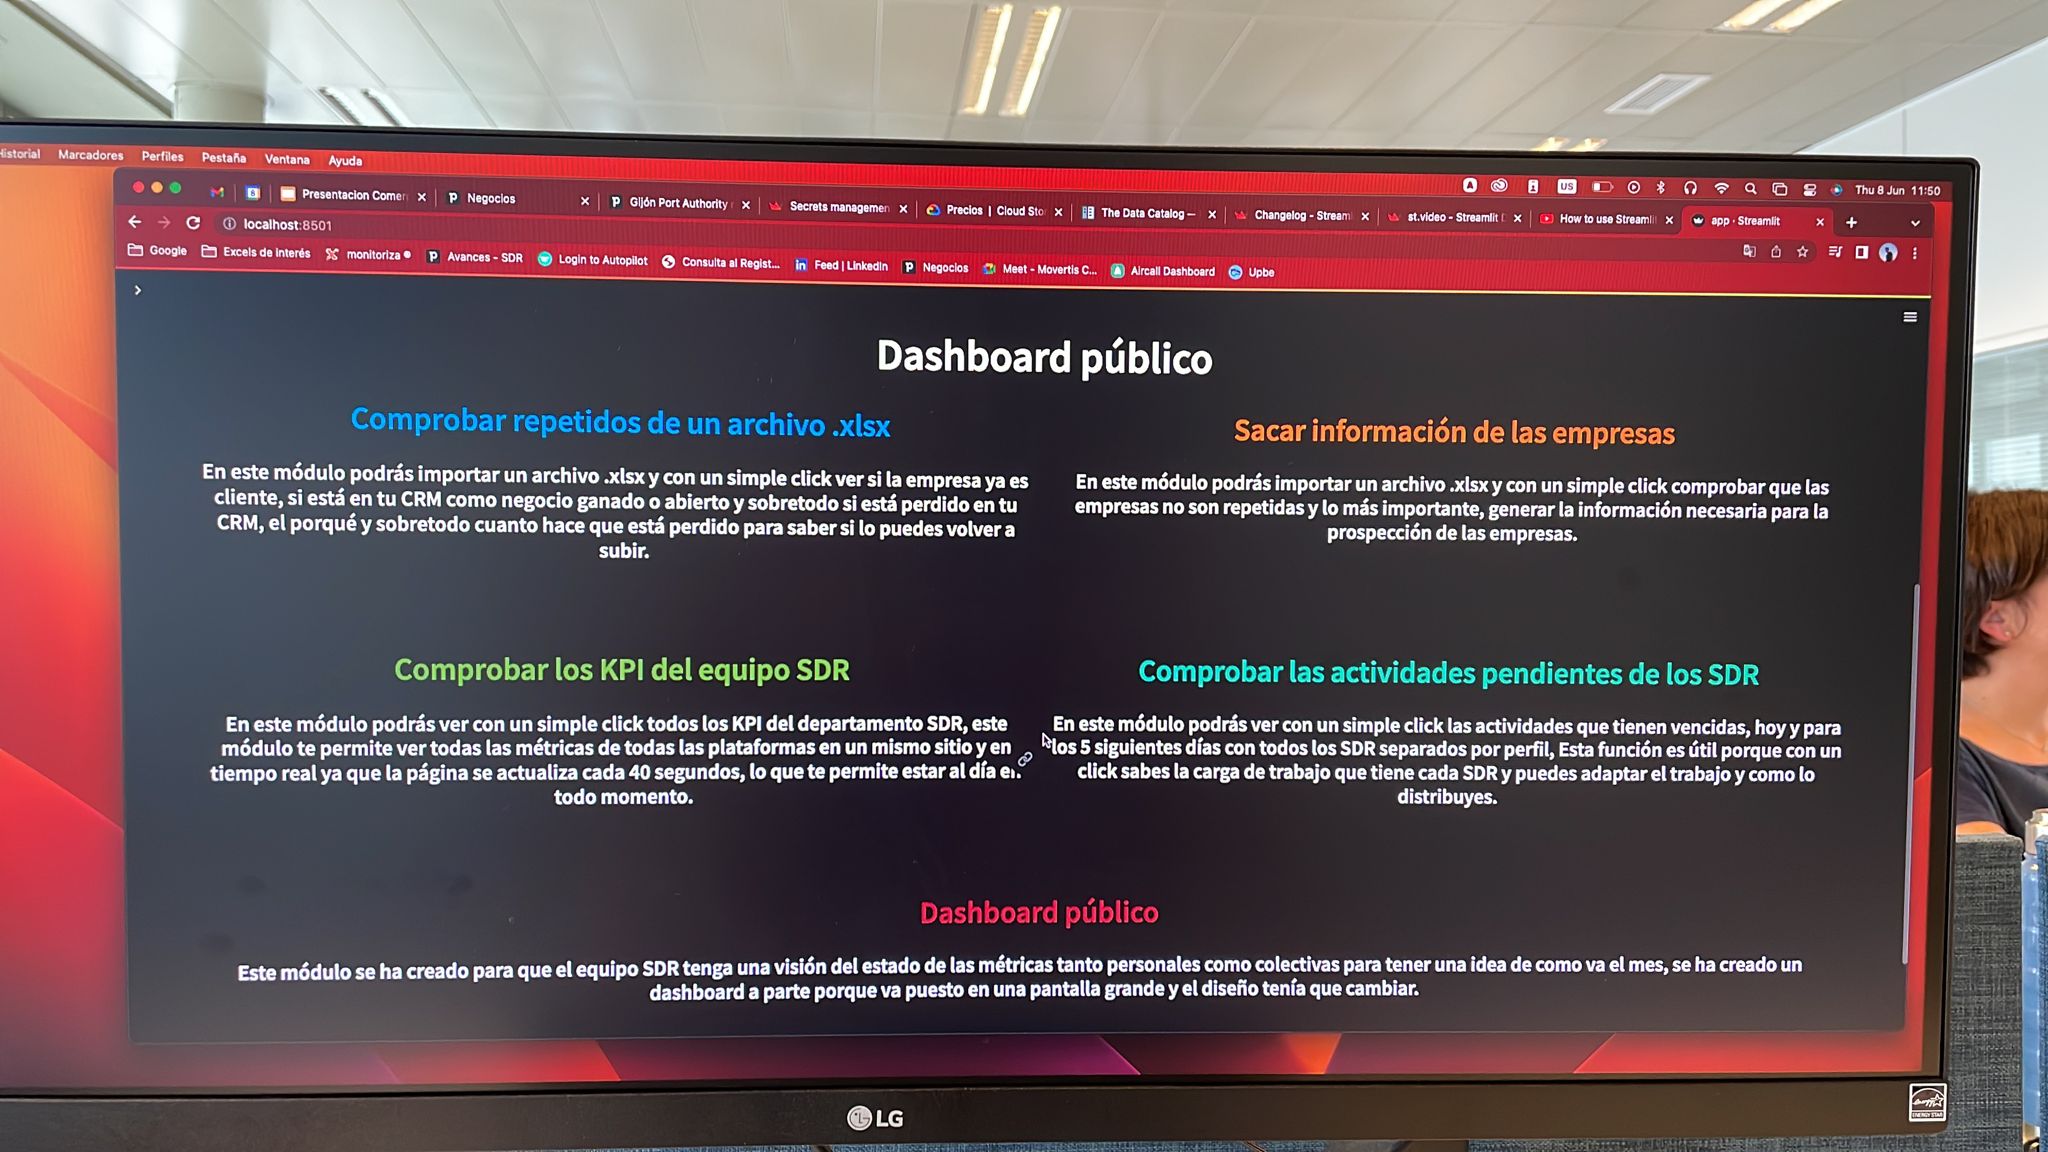 Historial Marcadores Perfiles Pestaña Ventana Ayuda
US Thu 8 Jun 11:50
Presentacion Comer Negocios Gijón Port Authority Secrets managemen Precios | Cloud Sto The Data Catalog — Changelog - Stream st.video - Streamlit How to use Streamli app · Streamlit
localhost:8501
Google Excels de Interés monitoriza Avances - SDR Login to Autopilot Consulta al Regist... Feed | LinkedIn Negocios Meet - Movertis C... Aircall Dashboard Upbe
Dashboard público
Comprobar repetidos de un archivo .xlsx
En este módulo podrás importar un archivo .xlsx y con un simple click ver si la empresa ya es
cliente, si está en tu CRM como negocio ganado o abierto y sobretodo si está perdido en tu
CRM, el porqué y sobretodo cuanto hace que está perdido para saber si lo puedes volver a
subir.
Sacar información de las empresas
En este módulo podrás importar un archivo .xlsx y con un simple click comprobar que las
empresas no son repetidas y lo más importante, generar la información necesaria para la
prospección de las empresas.
Comprobar los KPI del equipo SDR
En este módulo podrás ver con un simple click todos los KPI del departamento SDR, este
módulo te permite ver todas las métricas de todas las plataformas en un mismo sitio y en
tiempo real ya que la página se actualiza cada 40 segundos, lo que te permite estar al día en
todo momento.
Comprobar las actividades pendientes de los SDR
En este módulo podrás ver con un simple click las actividades que tienen vencidas, hoy y para
los 5 siguientes días con todos los SDR separados por perfil, Esta función es útil porque con un
click sabes la carga de trabajo que tiene cada SDR y puedes adaptar el trabajo y como lo
distribuyes.
Dashboard público
Este módulo se ha creado para que el equipo SDR tenga una visión del estado de las métricas tanto personales como colectivas para tener una idea de como va el mes, se ha creado un
dashboard a parte porque va puesto en una pantalla grande y el diseño tenía que cambiar.
LG
ENERGY STAR